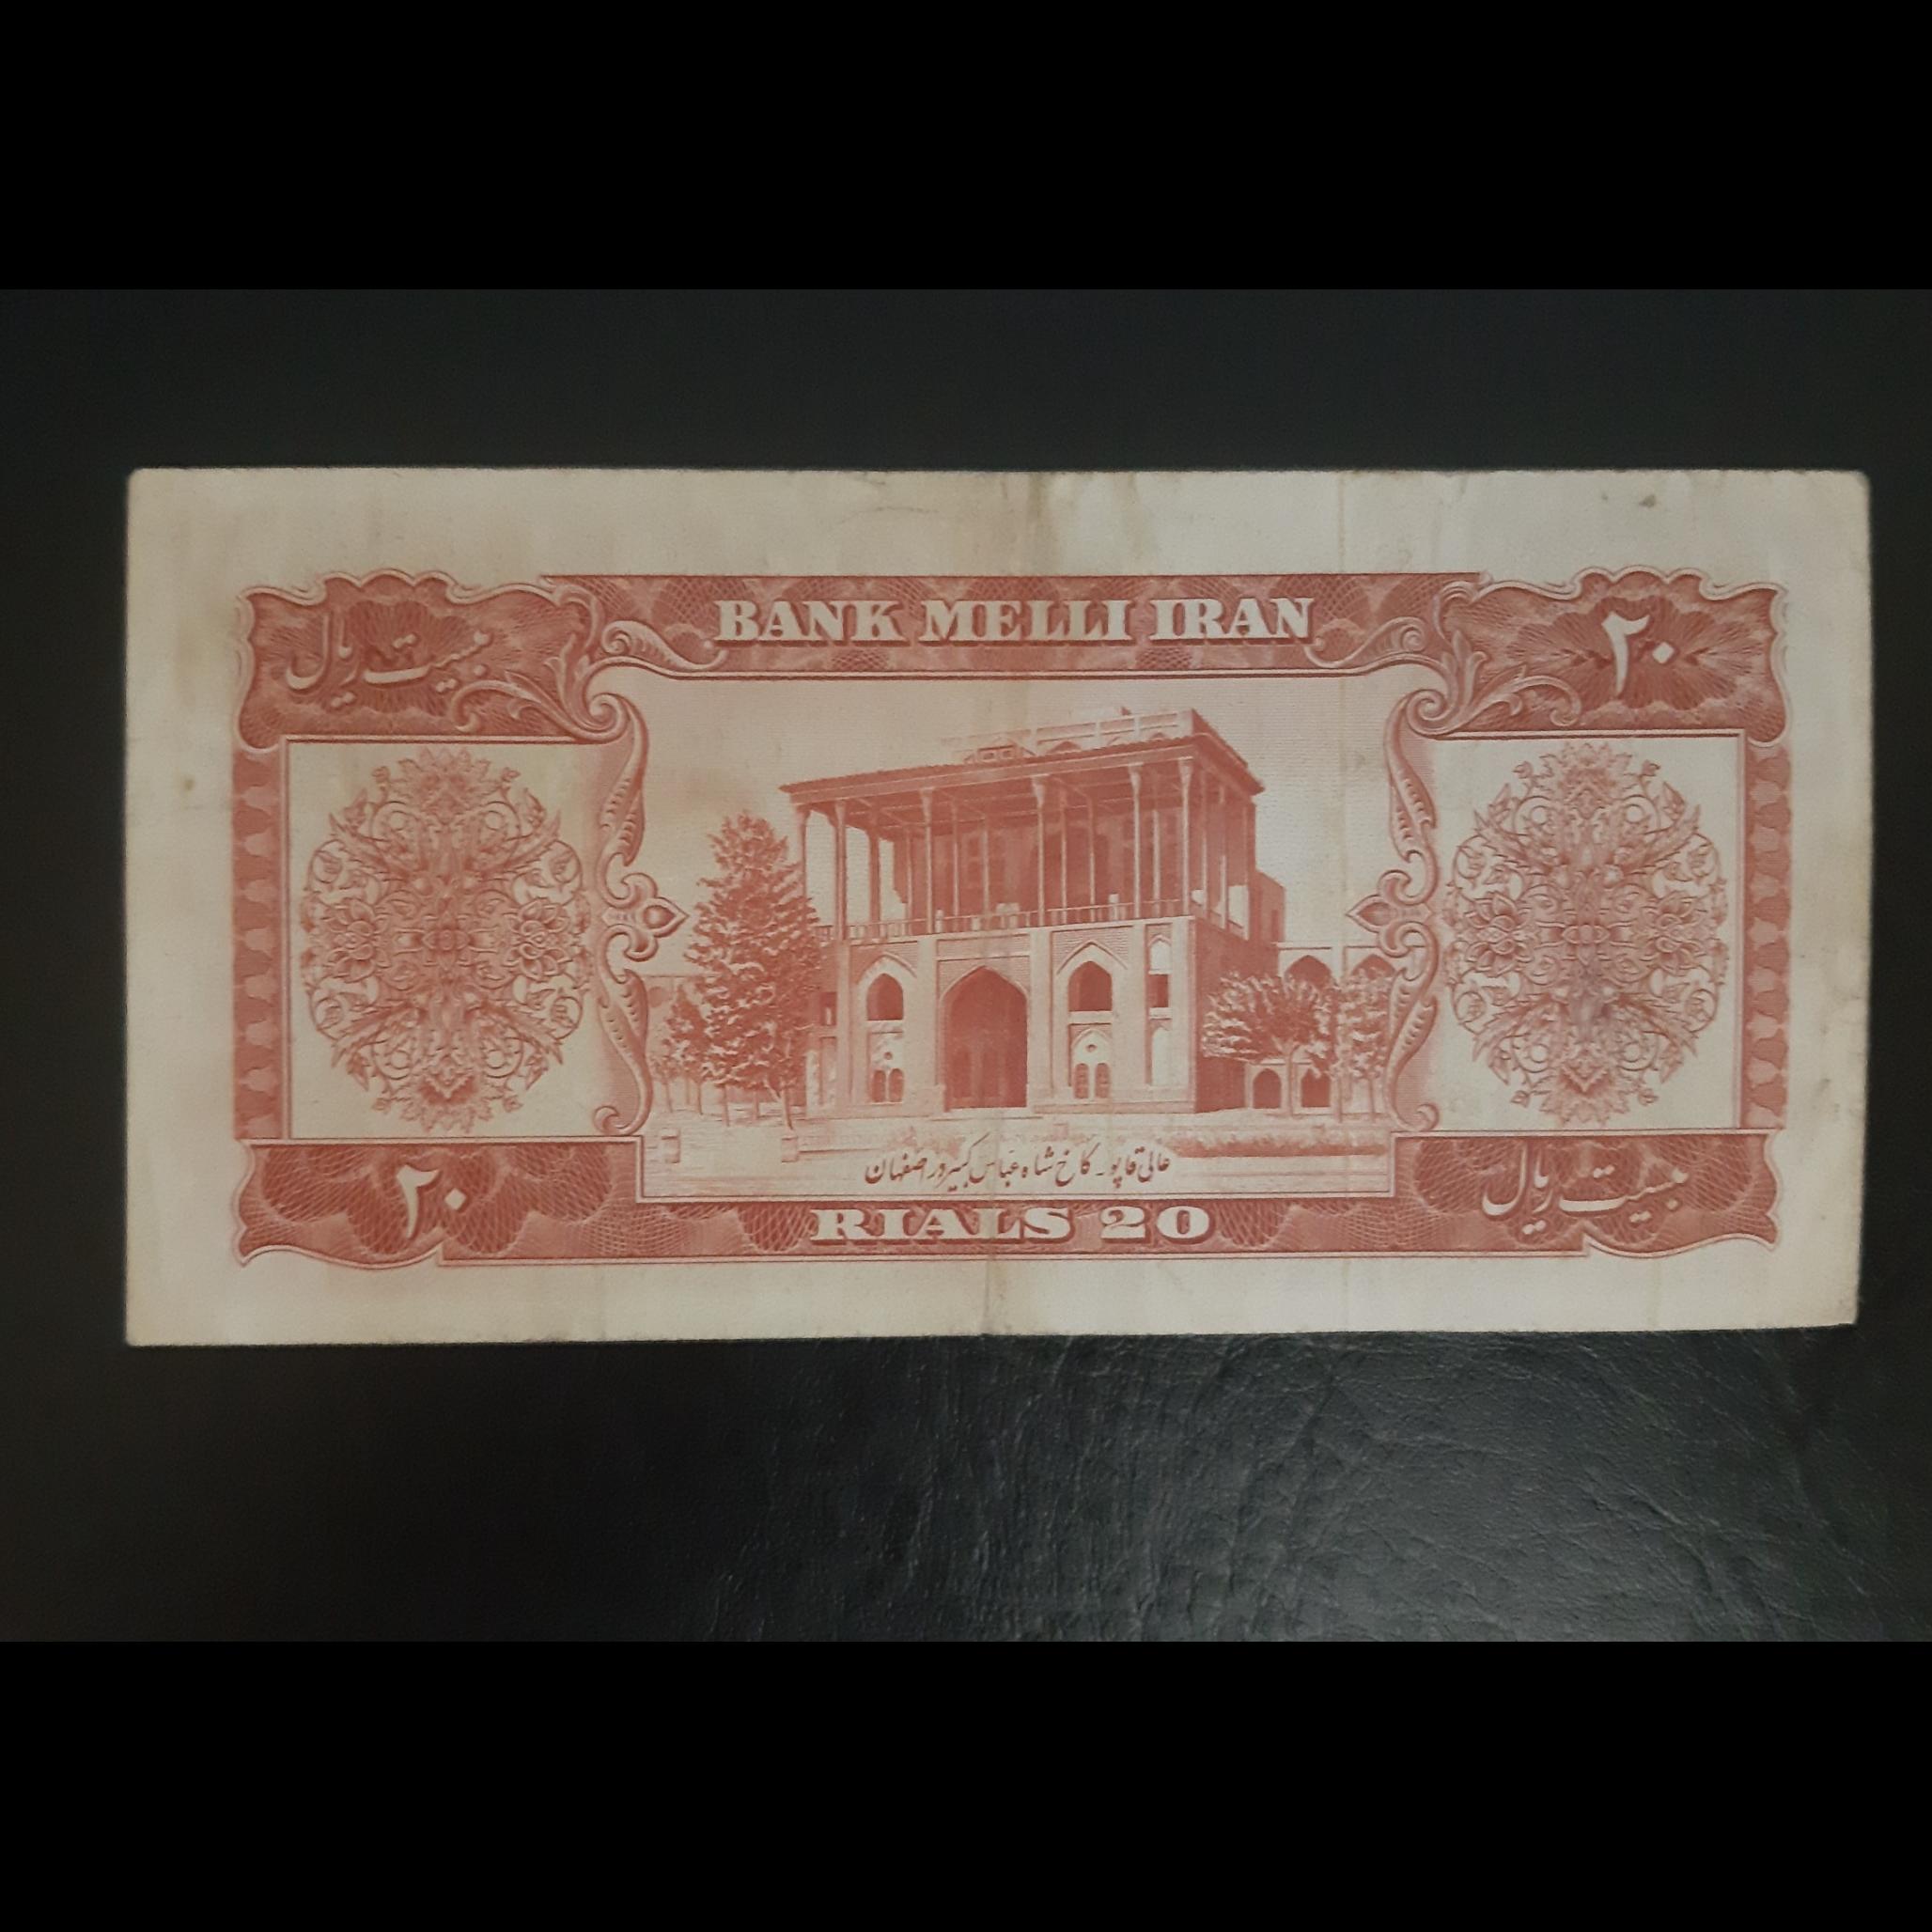 BANK MELLI IRAN
بیست ریال
۲۰
عالی قاپو - کاخ شاه عباس کبیر در اصفهان
۲۰
RIALS 20
بیست ریال